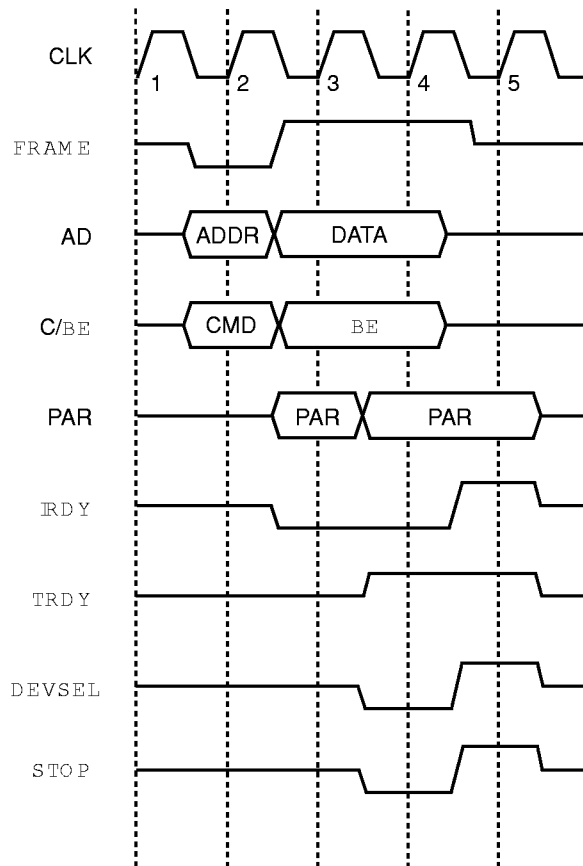 CLK
1 2 3 4 5
FRAME
AD ADDR DATA
C/BE CMD BE
PAR PAR PAR
IRDY
TRDY
DEVSEL
STOP